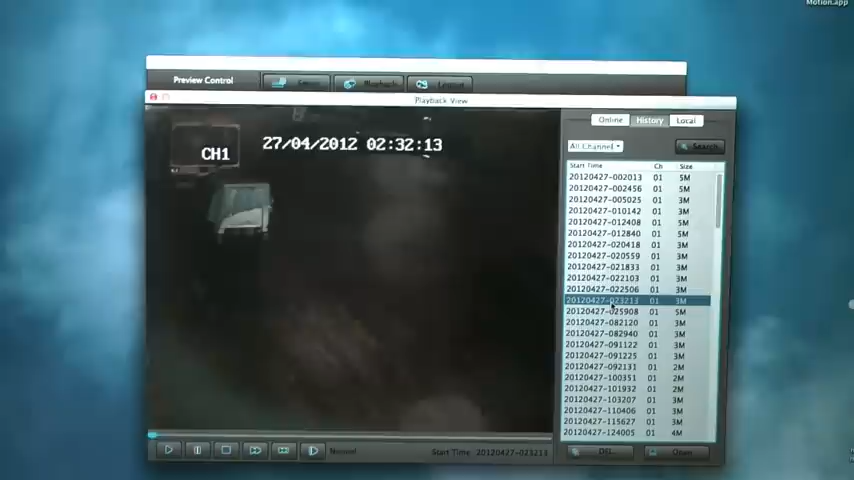 Motion.app
Preview Control
Playback
Playback View
Online History Local
CH1
27/04/2012 02:32:13
All Channel
Search
Start Time Ch Size
20120427-002013 01 5M
20120427-002456 01 5M
20120427-005025 01 3M
20120427-010142 01 3M
20120427-012408 01 5M
20120427-012840 01 5M
20120427-020418 01 3M
20120427-020559 01 3M
20120427-021833 01 3M
20120427-022103 01 3M
20120427-022506 01 3M
20120427-023213 01 3M
20120427-025908 01 5M
20120427-082120 01 3M
20120427-082940 01 3M
20120427-091122 01 3M
20120427-091225 01 3M
20120427-092131 01 2M
20120427-100351 01 2M
20120427-101932 01 2M
20120427-103207 01 3M
20120427-110406 01 3M
20120427-115627 01 3M
20120427-124005 01 4M
Normal
Start Time 20120427-023213
Open